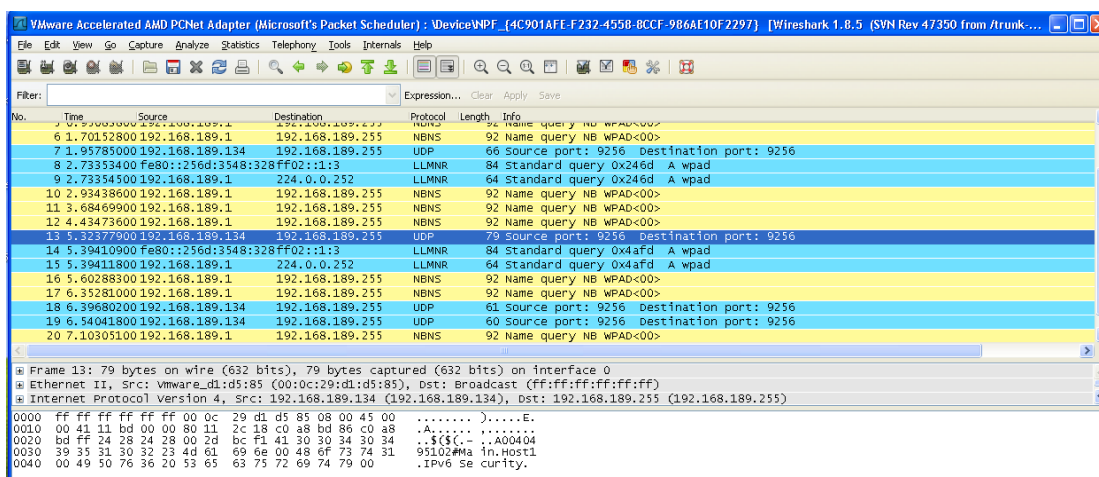 VMware Accelerated AMD PCNet Adapter (Microsoft's Packet Scheduler) : \Device\NPF_{4C901AFE-F232-4558-8CCF-986AE10F2297} [Wireshark 1.8.5 (SVN Rev 47350 from /trunk-...
File Edit View Go Capture Analyze Statistics Telephony Tools Internals Help
Filter: Expression... Clear Apply Save
No. Time Source Destination Protocol Length Info
192.168.189.1 192.168.189.255 NBNS 92 Name query NB WPAD<00>
6 1.70152800 192.168.189.1 192.168.189.255 NBNS 92 Name query NB WPAD<00>
7 1.95785000 192.168.189.134 192.168.189.255 UDP 66 Source port: 9256 Destination port: 9256
8 2.73353400 fe80::256d:3548:328ff02::1:3 LLMNR 84 Standard query 0x246d A wpad
9 2.73354500 192.168.189.1 224.0.0.252 LLMNR 64 Standard query 0x246d A wpad
10 2.93438600 192.168.189.1 192.168.189.255 NBNS 92 Name query NB WPAD<00>
11 3.68469900 192.168.189.1 192.168.189.255 NBNS 92 Name query NB WPAD<00>
12 4.43473600 192.168.189.1 192.168.189.255 NBNS 92 Name query NB WPAD<00>
13 5.32377900 192.168.189.134 192.168.189.255 UDP 79 Source port: 9256 Destination port: 9256
14 5.39410900 fe80::256d:3548:328ff02::1:3 LLMNR 84 Standard query 0x4afd A wpad
15 5.39411800 192.168.189.1 224.0.0.252 LLMNR 64 Standard query 0x4afd A wpad
16 5.60288300 192.168.189.1 192.168.189.255 NBNS 92 Name query NB WPAD<00>
17 6.35281000 192.168.189.1 192.168.189.255 NBNS 92 Name query NB WPAD<00>
18 6.39680200 192.168.189.134 192.168.189.255 UDP 61 Source port: 9256 Destination port: 9256
19 6.54041800 192.168.189.134 192.168.189.255 UDP 60 Source port: 9256 Destination port: 9256
20 7.10305100 192.168.189.1 192.168.189.255 NBNS 92 Name query NB WPAD<00>
Frame 13: 79 bytes on wire (632 bits), 79 bytes captured (632 bits) on interface 0
Ethernet II, Src: Vmware_d1:d5:85 (00:0c:29:d1:d5:85), Dst: Broadcast (ff:ff:ff:ff:ff:ff)
Internet Protocol Version 4, Src: 192.168.189.134 (192.168.189.134), Dst: 192.168.189.255 (192.168.189.255)
0000 ff ff ff ff ff ff 00 0c 29 d1 d5 85 08 00 45 00 ........ ).....E.
0010 00 41 11 bd 00 00 80 11 2c 18 c0 a8 bd 86 c0 a8 .A...... ,.......
0020 bd ff 24 28 24 28 00 2d bc f1 41 30 30 34 30 34 ..$($(.- ..A00404
0030 39 35 31 30 32 23 4d 61 69 6e 00 48 6f 73 74 31 95102#Ma in.Host1
0040 00 49 50 76 36 20 53 65 63 75 72 69 74 79 00 .IPv6 Se curity.